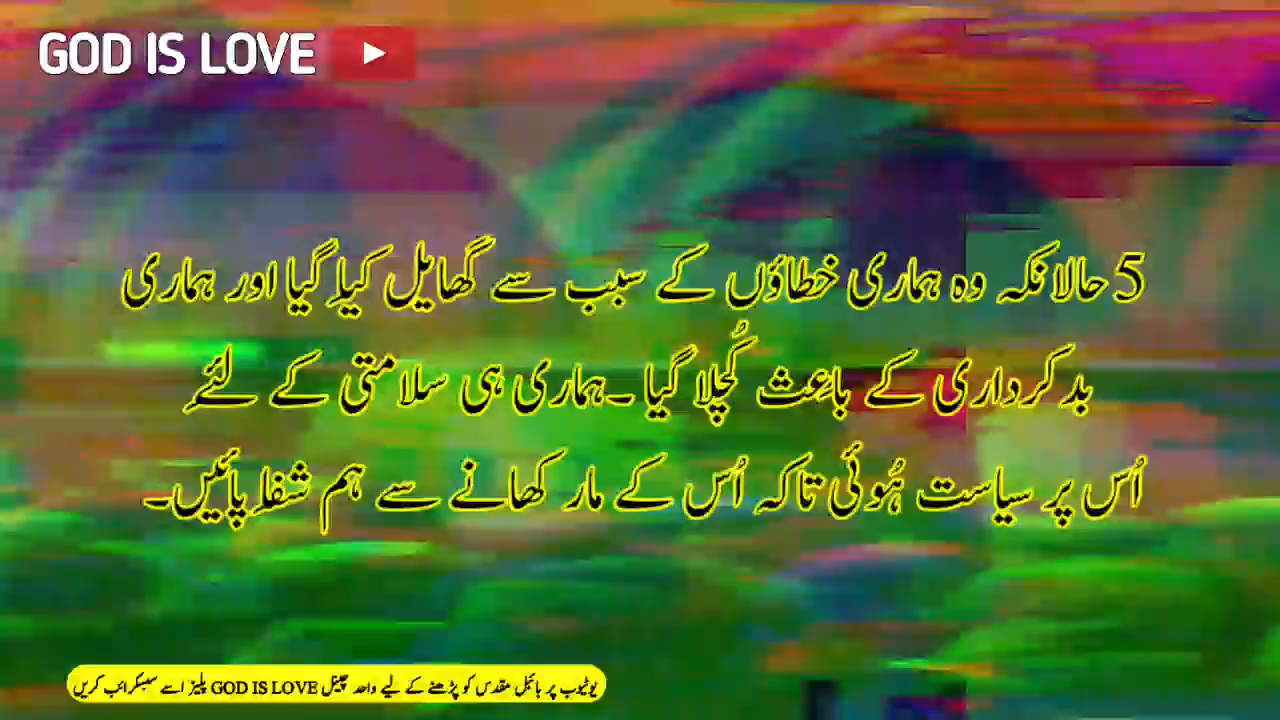 GOD IS LOVE
5 حالانکہ وہ ہماری خطاؤں کے سبب سے گھایل کیا گیا اور ہماری
بدکرداری کے باعِث کُچلا گیا ۔ہماری ہی سلامتی کے لئے
اُس پر سیاست ہُوئی تاکہ اُس کے مار کھانے سے ہم شفا پائیں۔
یوٹیوب پر بائبل مقدس کو پڑھنے کے لیے واحد چینل GOD IS LOVE پلیز اسے سبسکرائب کریں